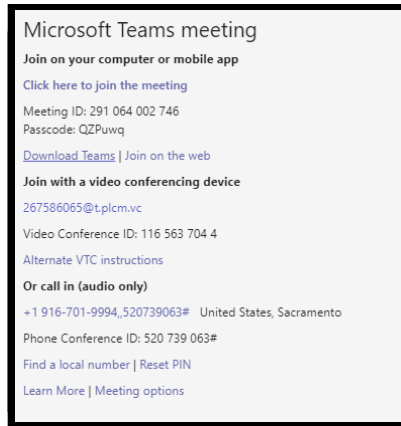 Microsoft Teams meeting
Join on your computer or mobile app
Click here to join the meeting
Meeting ID: 291 064 002 746
Passcode: QZPuwq
Download Teams | Join on the web
Join with a video conferencing device
267586065@t.plcm.vc
Video Conference ID: 116 563 704 4
Alternate VTC instructions
Or call in (audio only)
+1 916-701-9994,,520739063# United States, Sacramento
Phone Conference ID: 520 739 063#
Find a local number | Reset PIN
Learn More | Meeting options